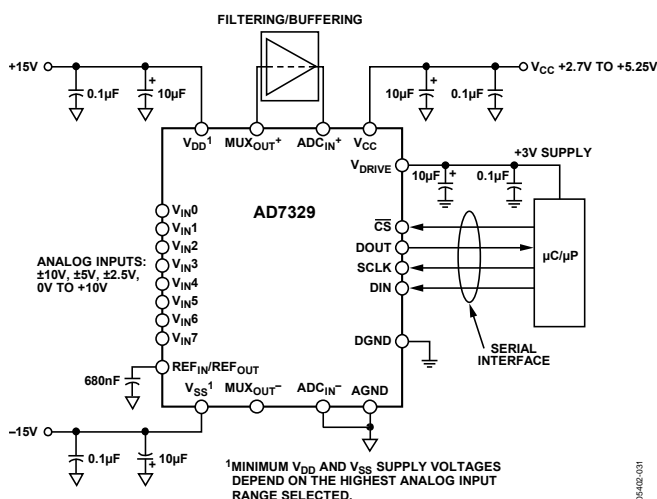 FILTERING/BUFFERING
+15V
0.1µF
+
10µF
VCC +2.7V TO +5.25V
10µF
+
0.1µF
VDD1
MUXOUT+
ADCIN+
VCC
VDRIVE
+3V SUPPLY
10µF
+
0.1µF
AD7329
ANALOG INPUTS:
±10V, ±5V, ±2.5V,
0V TO +10V
VIN0
VIN1
VIN2
VIN3
VIN4
VIN5
VIN6
VIN7
CS
DOUT
SCLK
DIN
µC/µP
DGND
SERIAL
INTERFACE
REFIN/REFOUT
680nF
VSS1
MUXOUT–
ADCIN–
AGND
–15V
0.1µF
+
10µF
1MINIMUM VDD AND VSS SUPPLY VOLTAGES
DEPEND ON THE HIGHEST ANALOG INPUT
RANGE SELECTED.
05402-031